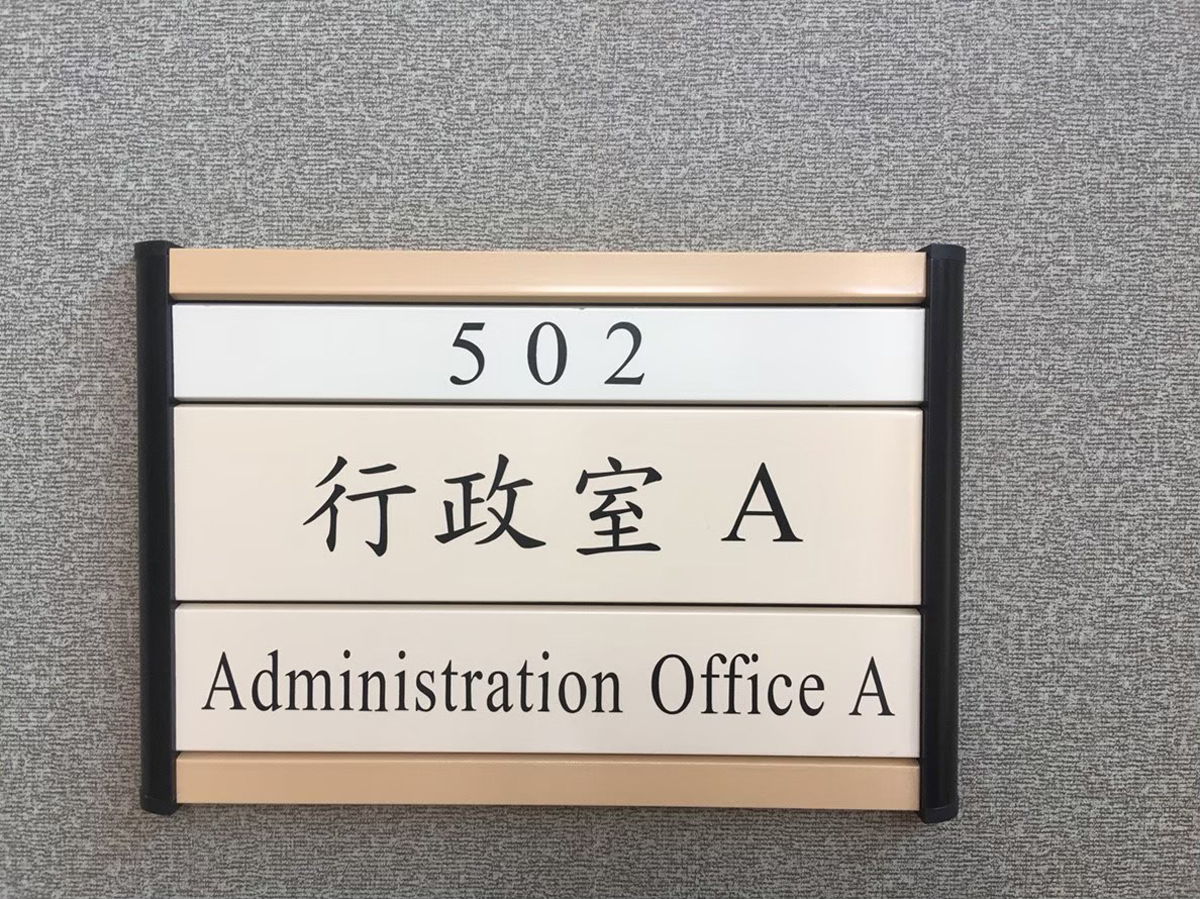 502
行政室 A
Administration Office A